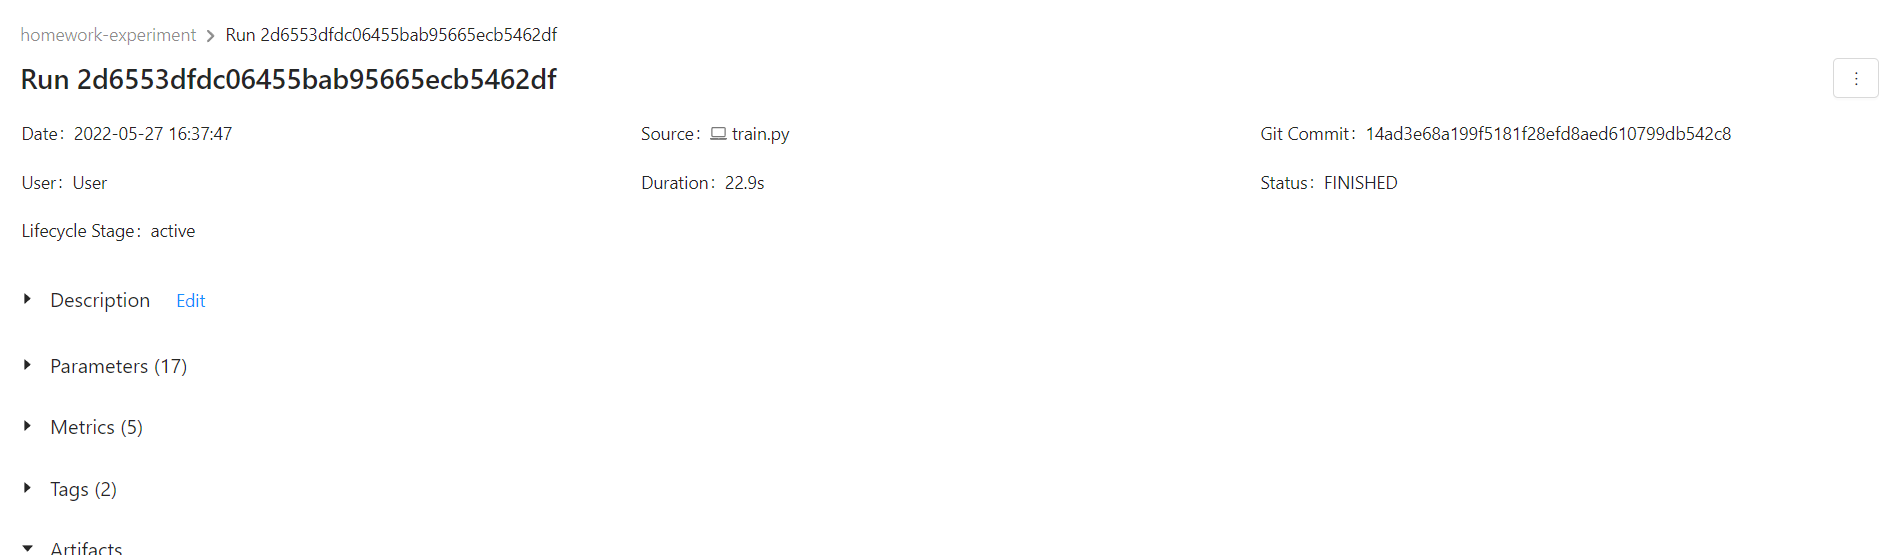 homework-experiment > Run 2d6553dfdc06455bab95665ecb5462df
Run 2d6553dfdc06455bab95665ecb5462df
Date: 2022-05-27 16:37:47
Source: train.py
Git Commit: 14ad3e68a199f5181f28efd8aed610799db542c8
User: User
Duration: 22.9s
Status: FINISHED
Lifecycle Stage: active
Description Edit
Parameters (17)
Metrics (5)
Tags (2)
Artifacts